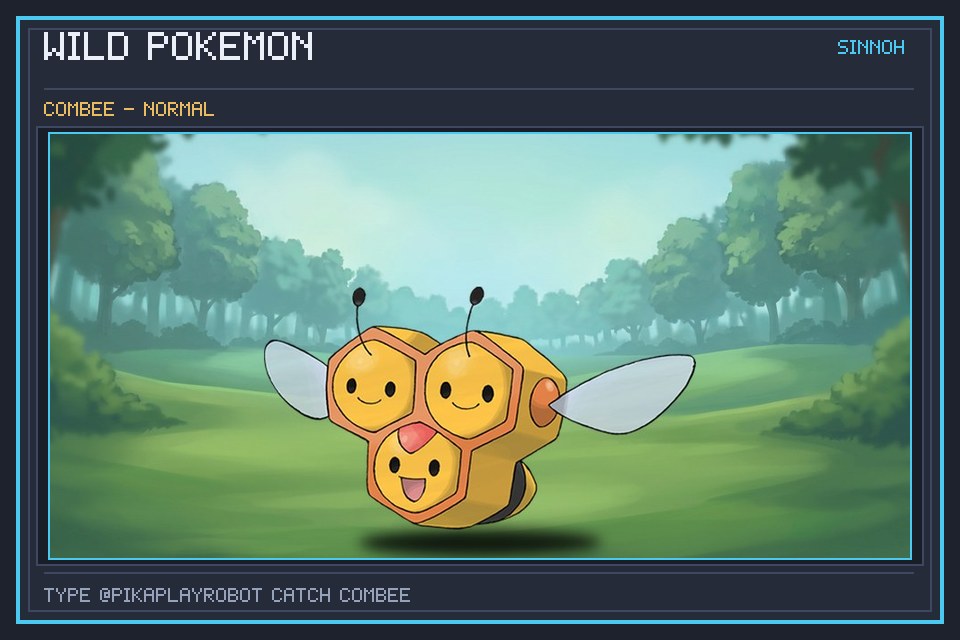 WILD POKEMON
SINNOH
COMBEE - NORMAL
TYPE @PIKAPLAYROBOT CATCH COMBEE